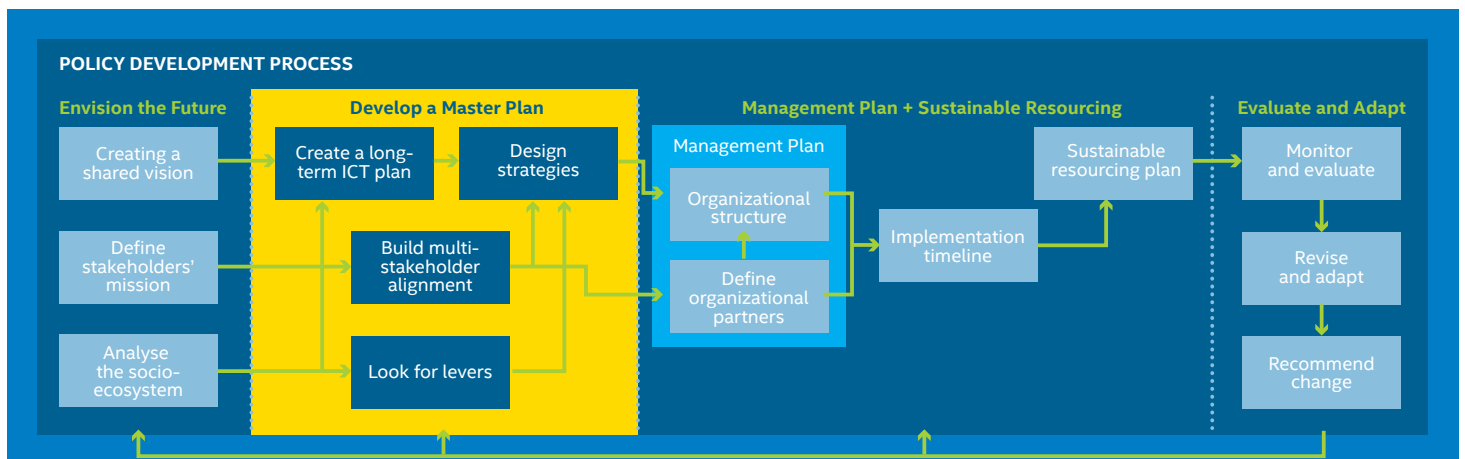 POLICY DEVELOPMENT PROCESS
Envision the Future
Creating a
shared vision
Define
stakeholders’
mission
Analyse
the socio-
ecosystem
Develop a Master Plan
Create a long-
term ICT plan
Design
strategies
Build multi-
stakeholder
alignment
Look for levers
Management Plan + Sustainable Resourcing
Management Plan
Organizational
structure
Define
organizational
partners
Implementation
timeline
Sustainable
resourcing plan
Evaluate and Adapt
Monitor
and evaluate
Revise
and adapt
Recommend
change